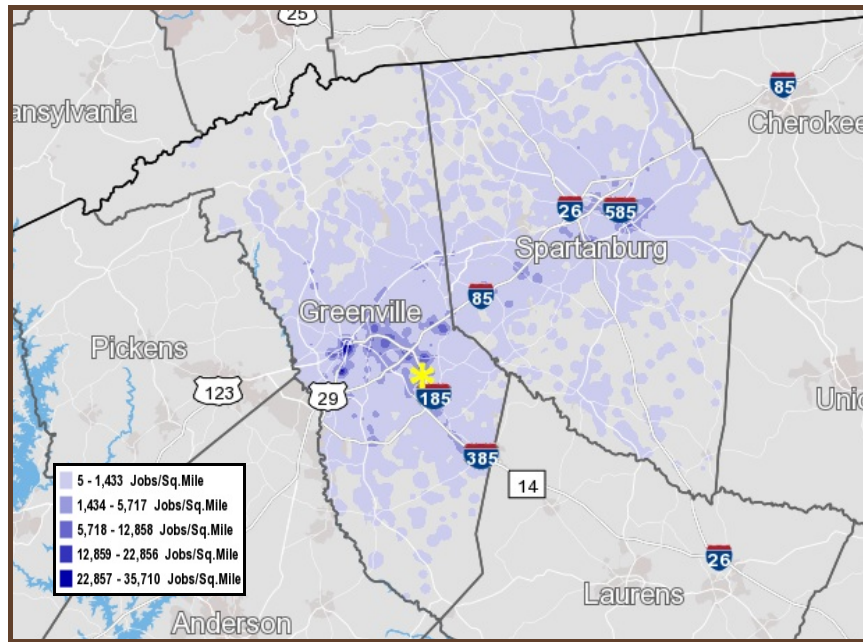 25
85
ansylvania
Cherokee
26
585
Spartanburg
85
Greenville
Pickens
123
29
185
Unio
385
14
5 - 1,433 Jobs/Sq.Mile
1,434 - 5,717 Jobs/Sq.Mile
5,718 - 12,858 Jobs/Sq.Mile
12,859 - 22,856 Jobs/Sq.Mile
22,857 - 35,710 Jobs/Sq.Mile
26
Laurens
Anderson